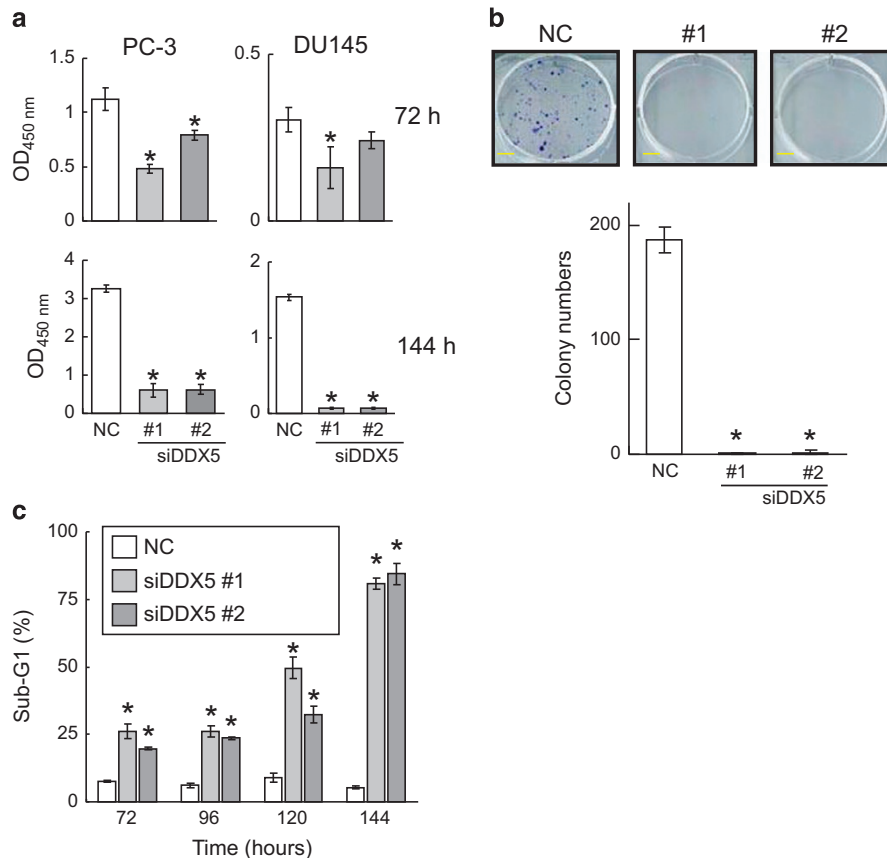 a
PC-3
DU145
OD450 nm
1.5
1
0.5
0
*
*
0.5
0
*
72 h
OD450 nm
4
3
2
1
0
*
*
NC
#1
#2
siDDX5
2
1
0
*
*
NC
#1
#2
siDDX5
144 h
b
NC
#1
#2
Colony numbers
200
100
0
*
*
NC
#1
#2
siDDX5
c
Sub-G1 (%)
100
75
50
25
0
NC
siDDX5 #1
siDDX5 #2
*
*
*
*
*
*
*
*
72
96
120
144
Time (hours)